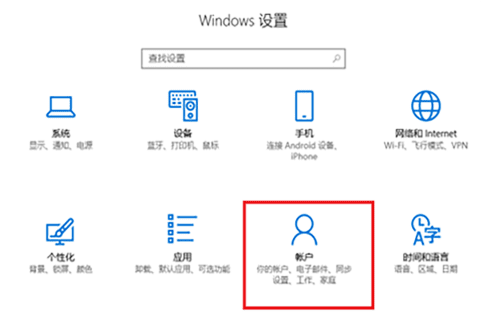 Windows 设置
查找设置
系统
显示、通知、电源
设备
蓝牙、打印机、鼠标
手机
连接 Android 设备、
iPhone
网络和 Internet
Wi-Fi、飞行模式、VPN
个性化
背景、锁屏、颜色
应用
卸载、默认应用、可选功能
帐户
你的帐户、电子邮件、同步
设置、工作、家庭
时间和语言
语音、区域、日期